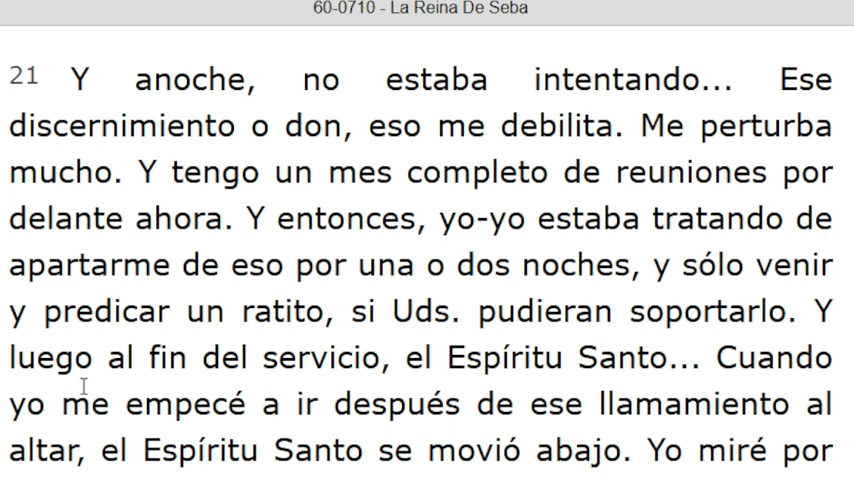 60-0710 - La Reina De Seba
21 Y anoche, no estaba intentando... Ese
discernimiento o don, eso me debilita. Me perturba
mucho. Y tengo un mes completo de reuniones por
delante ahora. Y entonces, yo-yo estaba tratando de
apartarme de eso por una o dos noches, y sólo venir
y predicar un ratito, si Uds. pudieran soportarlo. Y
luego al fin del servicio, el Espíritu Santo... Cuando
yo me empecé a ir después de ese llamamiento al
altar, el Espíritu Santo se movió abajo. Yo miré por